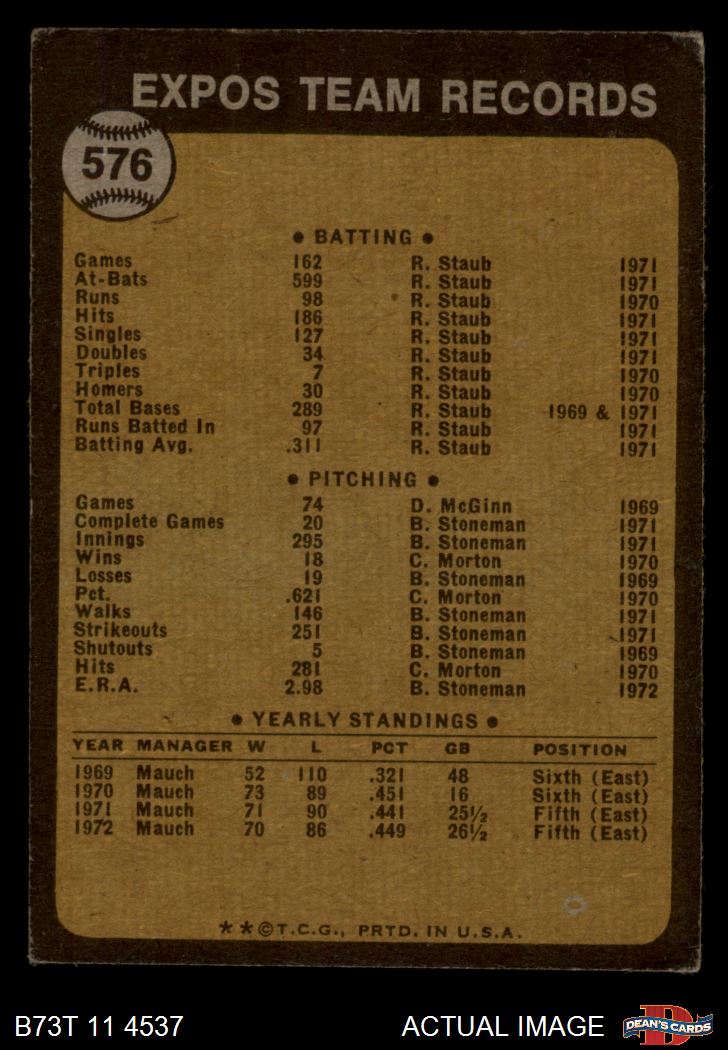 EXPOS TEAM RECORDS
576
● BATTING ●
Games 162 R. Staub 1971
At-Bats 599 R. Staub 1971
Runs 98 R. Staub 1970
Hits 186 R. Staub 1971
Singles 127 R. Staub 1971
Doubles 34 R. Staub 1971
Triples 7 R. Staub 1970
Homers 30 R. Staub 1970
Total Bases 289 R. Staub 1969 & 1971
Runs Batted In 97 R. Staub 1971
Batting Avg. .311 R. Staub 1971
● PITCHING ●
Games 74 D. McGinn 1969
Complete Games 20 B. Stoneman 1971
Innings 295 B. Stoneman 1971
Wins 18 C. Morton 1970
Losses 19 B. Stoneman 1969
Pct. .621 C. Morton 1970
Walks 146 B. Stoneman 1971
Strikeouts 251 B. Stoneman 1971
Shutouts 5 B. Stoneman 1969
Hits 281 C. Morton 1970
E.R.A. 2.98 B. Stoneman 1972
● YEARLY STANDINGS ●
YEAR MANAGER W L PCT GB POSITION
1969 Mauch 52 110 .321 48 Sixth (East)
1970 Mauch 73 89 .451 16 Sixth (East)
1971 Mauch 71 90 .441 25½ Fifth (East)
1972 Mauch 70 86 .449 26½ Fifth (East)
★★©T.C.G., PRTD. IN U.S.A.
B73T 11 4537 ACTUAL IMAGE DEAN'S CARDS